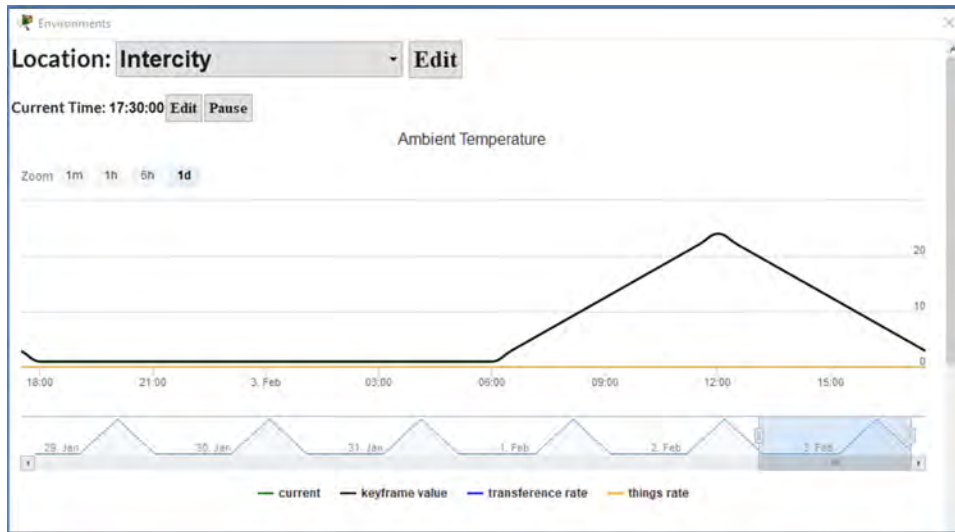 Environments
Location: Intercity Edit
Current Time: 17:30:00 Edit Pause
Ambient Temperature
Zoom 1m 1h 6h 1d
20
10
0
18:00 21:00 3. Feb 03:00 06:00 09:00 12:00 15:00
29. Jan 30. Jan 31. Jan 1. Feb 2. Feb 3. Feb
current keyframe value transference rate things rate